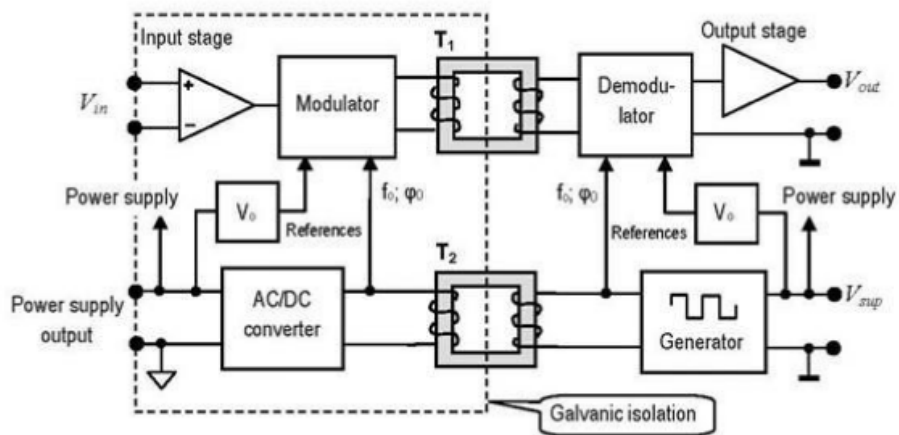 Input stage
T1
Output stage
+
−
Vin
Modulator
Demodu-
lator
Vout
Power supply
V0
References
f0; φ0
f0; φ0
References
V0
Power supply
T2
Power supply
output
AC/DC
converter
Generator
Vsup
Galvanic isolation